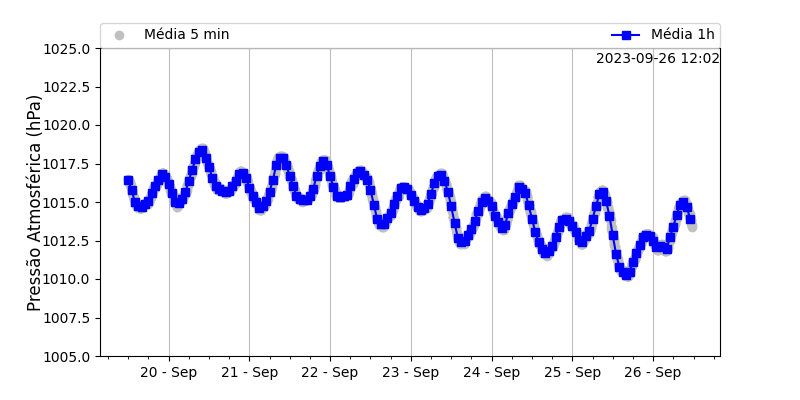 Média 5 min
Média 1h
2023-09-26 12:02
Pressão Atmosférica (hPa)
1025.0
1022.5
1020.0
1017.5
1015.0
1012.5
1010.0
1007.5
1005.0
20 - Sep
21 - Sep
22 - Sep
23 - Sep
24 - Sep
25 - Sep
26 - Sep